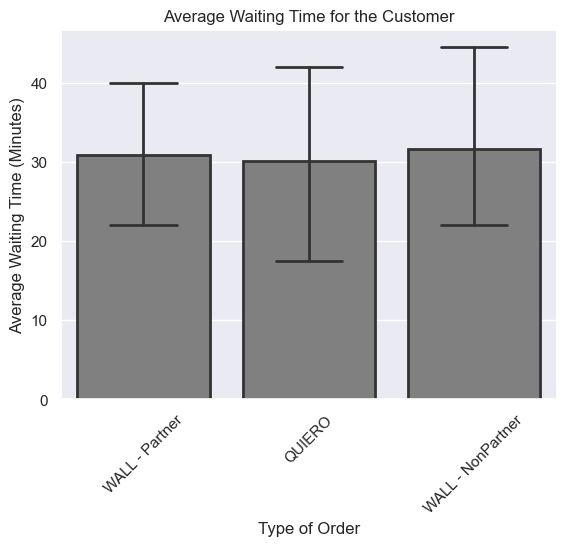 Average Waiting Time for the Customer
Average Waiting Time (Minutes)
40
30
20
10
0
WALL - Partner
QUIERO
WALL - NonPartner
Type of Order